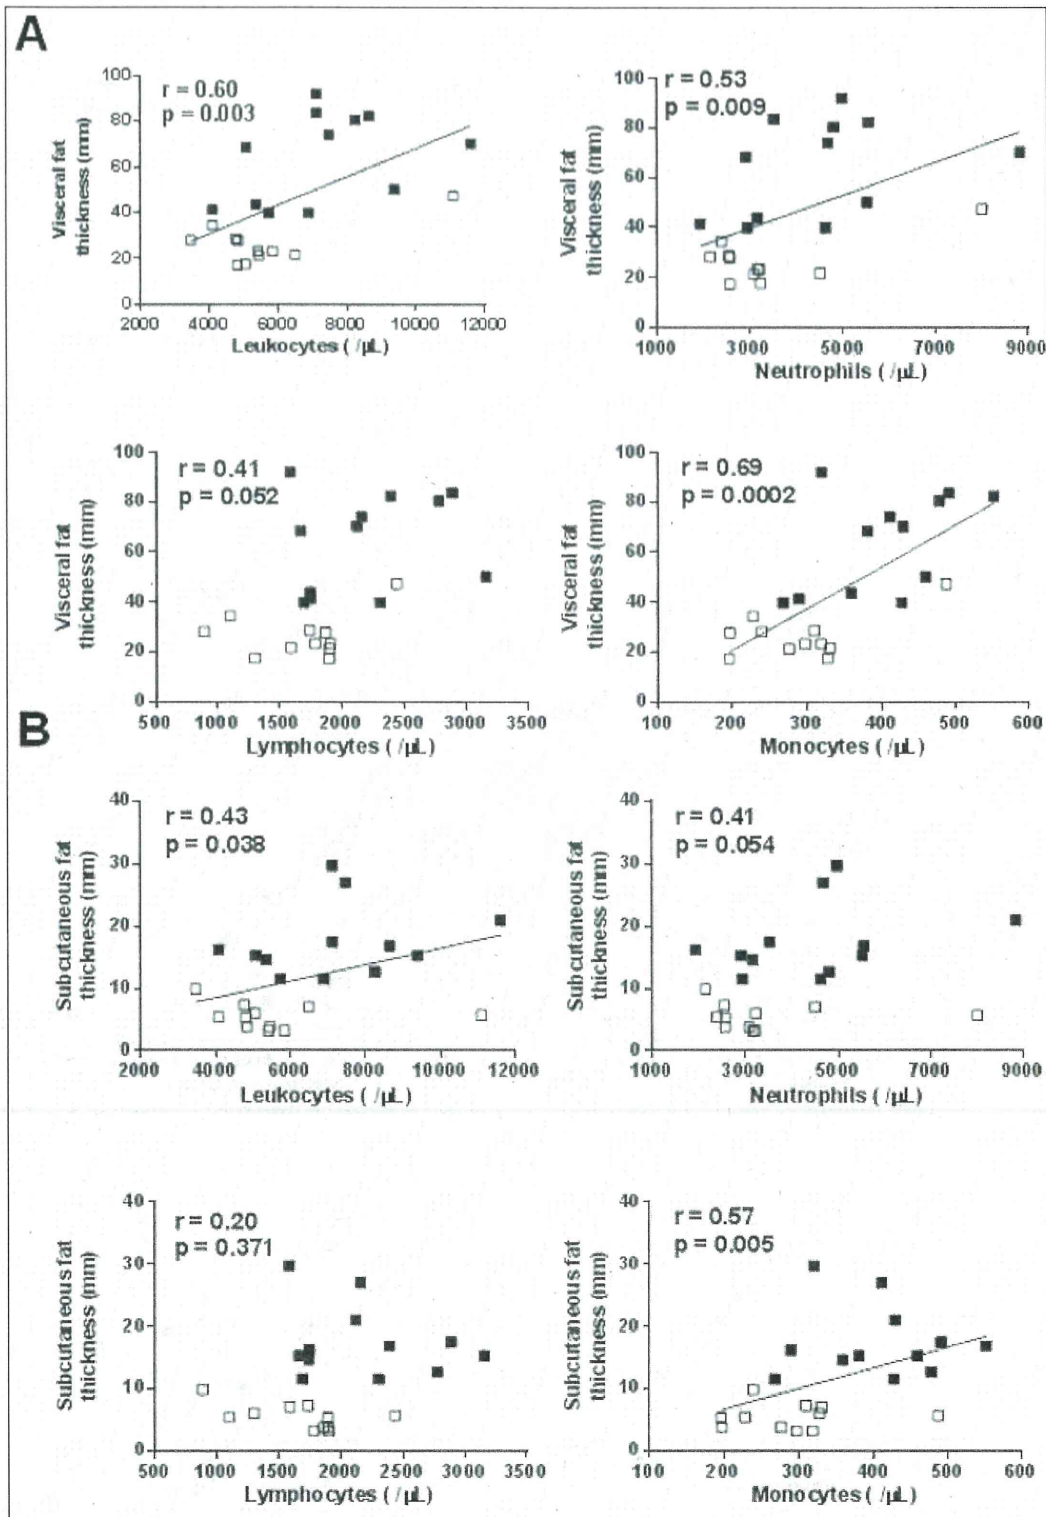 A
r = 0.60
p = 0.003
Visceral fat
thickness (mm)
100
80
60
40
20
0
2000 4000 6000 8000 10000 12000
Leukocytes ( /µL)
r = 0.53
p = 0.009
Visceral fat
thickness (mm)
100
80
60
40
20
0
1000 3000 5000 7000 9000
Neutrophils ( /µL)
r = 0.41
p = 0.052
Visceral fat
thickness (mm)
100
80
60
40
20
0
500 1000 1500 2000 2500 3000 3500
Lymphocytes ( /µL)
r = 0.69
p = 0.0002
Visceral fat
thickness (mm)
100
80
60
40
20
0
100 200 300 400 500 600
Monocytes ( /µL)
B
r = 0.43
p = 0.038
Subcutaneous fat
thickness (mm)
40
30
20
10
0
2000 4000 6000 8000 10000 12000
Leukocytes ( /µL)
r = 0.41
p = 0.054
Subcutaneous fat
thickness (mm)
40
30
20
10
0
1000 3000 5000 7000 9000
Neutrophils ( /µL)
r = 0.20
p = 0.371
Subcutaneous fat
thickness (mm)
40
30
20
10
0
500 1000 1500 2000 2500 3000 3500
Lymphocytes ( /µL)
r = 0.57
p = 0.005
Subcutaneous fat
thickness (mm)
40
30
20
10
0
100 200 300 400 500 600
Monocytes ( /µL)